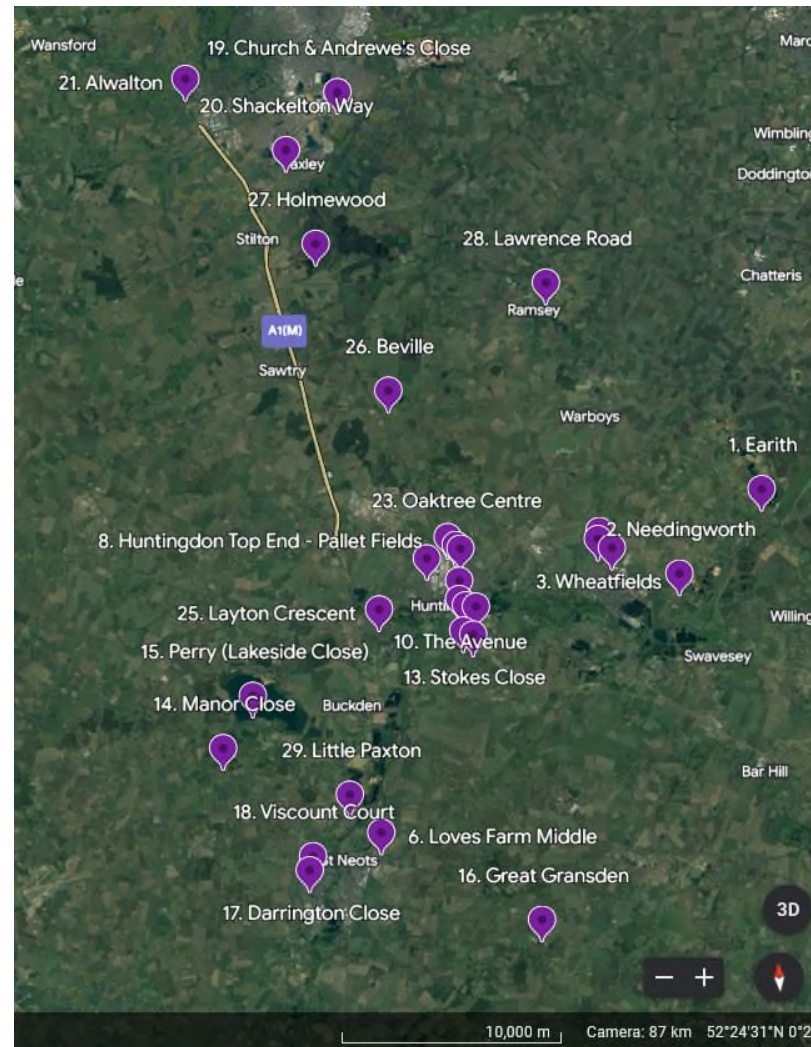 Wansford
19. Church & Andrewe's Close
21. Alwalton
20. Shackelton Way
axley
27. Holmewood
Stilton
28. Lawrence Road
Ramsey
Chatteris
Doddington
Wimbling
Marc
A1(M)
26. Beville
Sawtry
Warboys
1. Earith
23. Oaktree Centre
2. Needingworth
8. Huntingdon Top End - Pallet Fields
3. Wheatfields
25. Layton Crescent
Hunti
Willing
10. The Avenue
15. Perry (Lakeside Close)
Swavesey
13. Stokes Close
14. Manor Close
Buckden
29. Little Paxton
Bar Hill
18. Viscount Court
6. Loves Farm Middle
t Neots
16. Great Gransden
17. Darrington Close
3D
10,000 m
Camera: 87 km 52°24'31"N 0°2